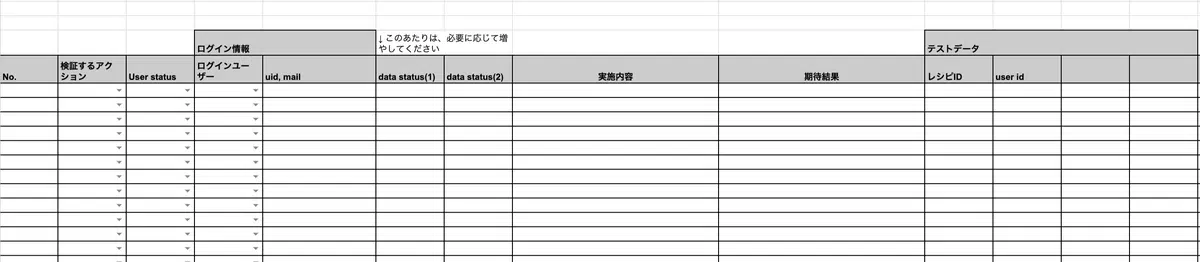 ログイン情報
↓ このあたりは、必要に応じて増
やしてください
テストデータ
No.
検証するアク
ション
User status
ログインユー
ザー
uid, mail
data status(1)
data status(2)
実施内容
期待結果
レシピID
user id